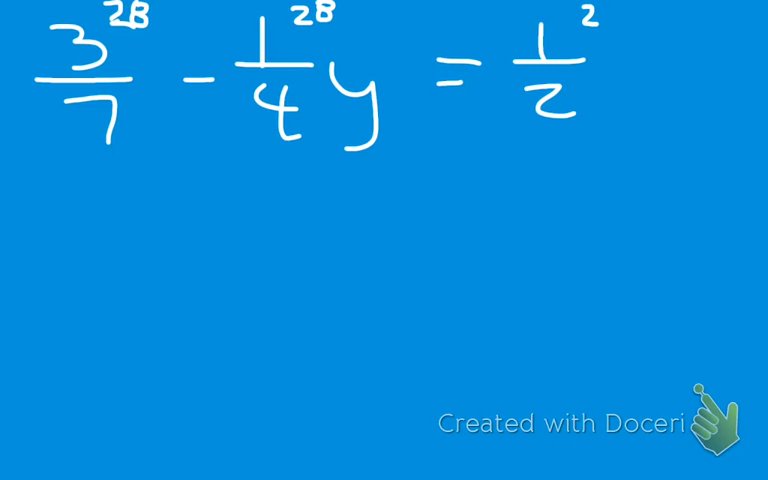 3/7 ²⁸ - 1/4 ²⁸ y = 1/2 ²
Created with Doceri